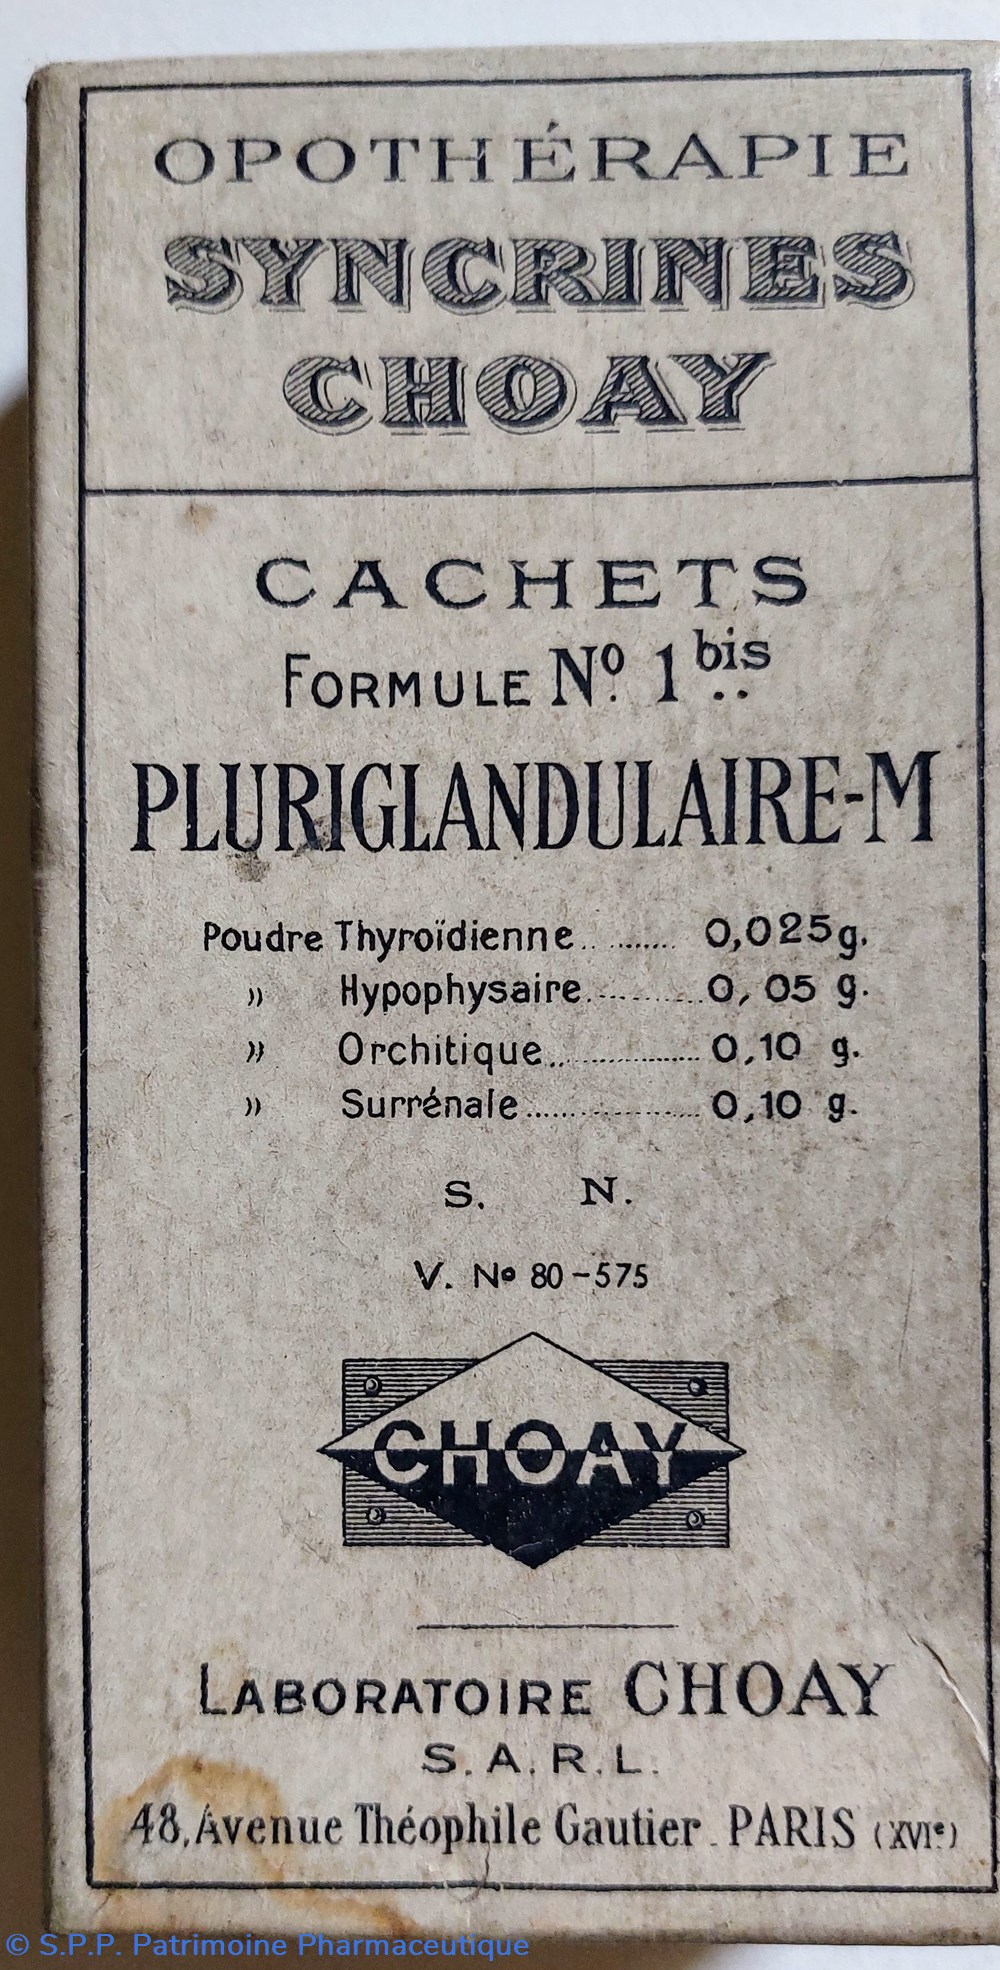 OPOTHÉRAPIE
SYNCRINES
CHOAY
CACHETS
FORMULE Nº. 1 bis
PLURIGLANDULAIRE-M
Poudre Thyroïdienne.. ........ 0,025 g.
» Hypophysaire............ 0,05 g.
» Orchitique.................. 0,10 g.
» Surrénale..................... 0,10 g.
S. N.
V. Nº 80-575
CHOAY
LABORATOIRE CHOAY
S.A.R.L.
48, Avenue Théophile Gautier. PARIS (XVIe)
© S.P.P. Patrimoine Pharmaceutique